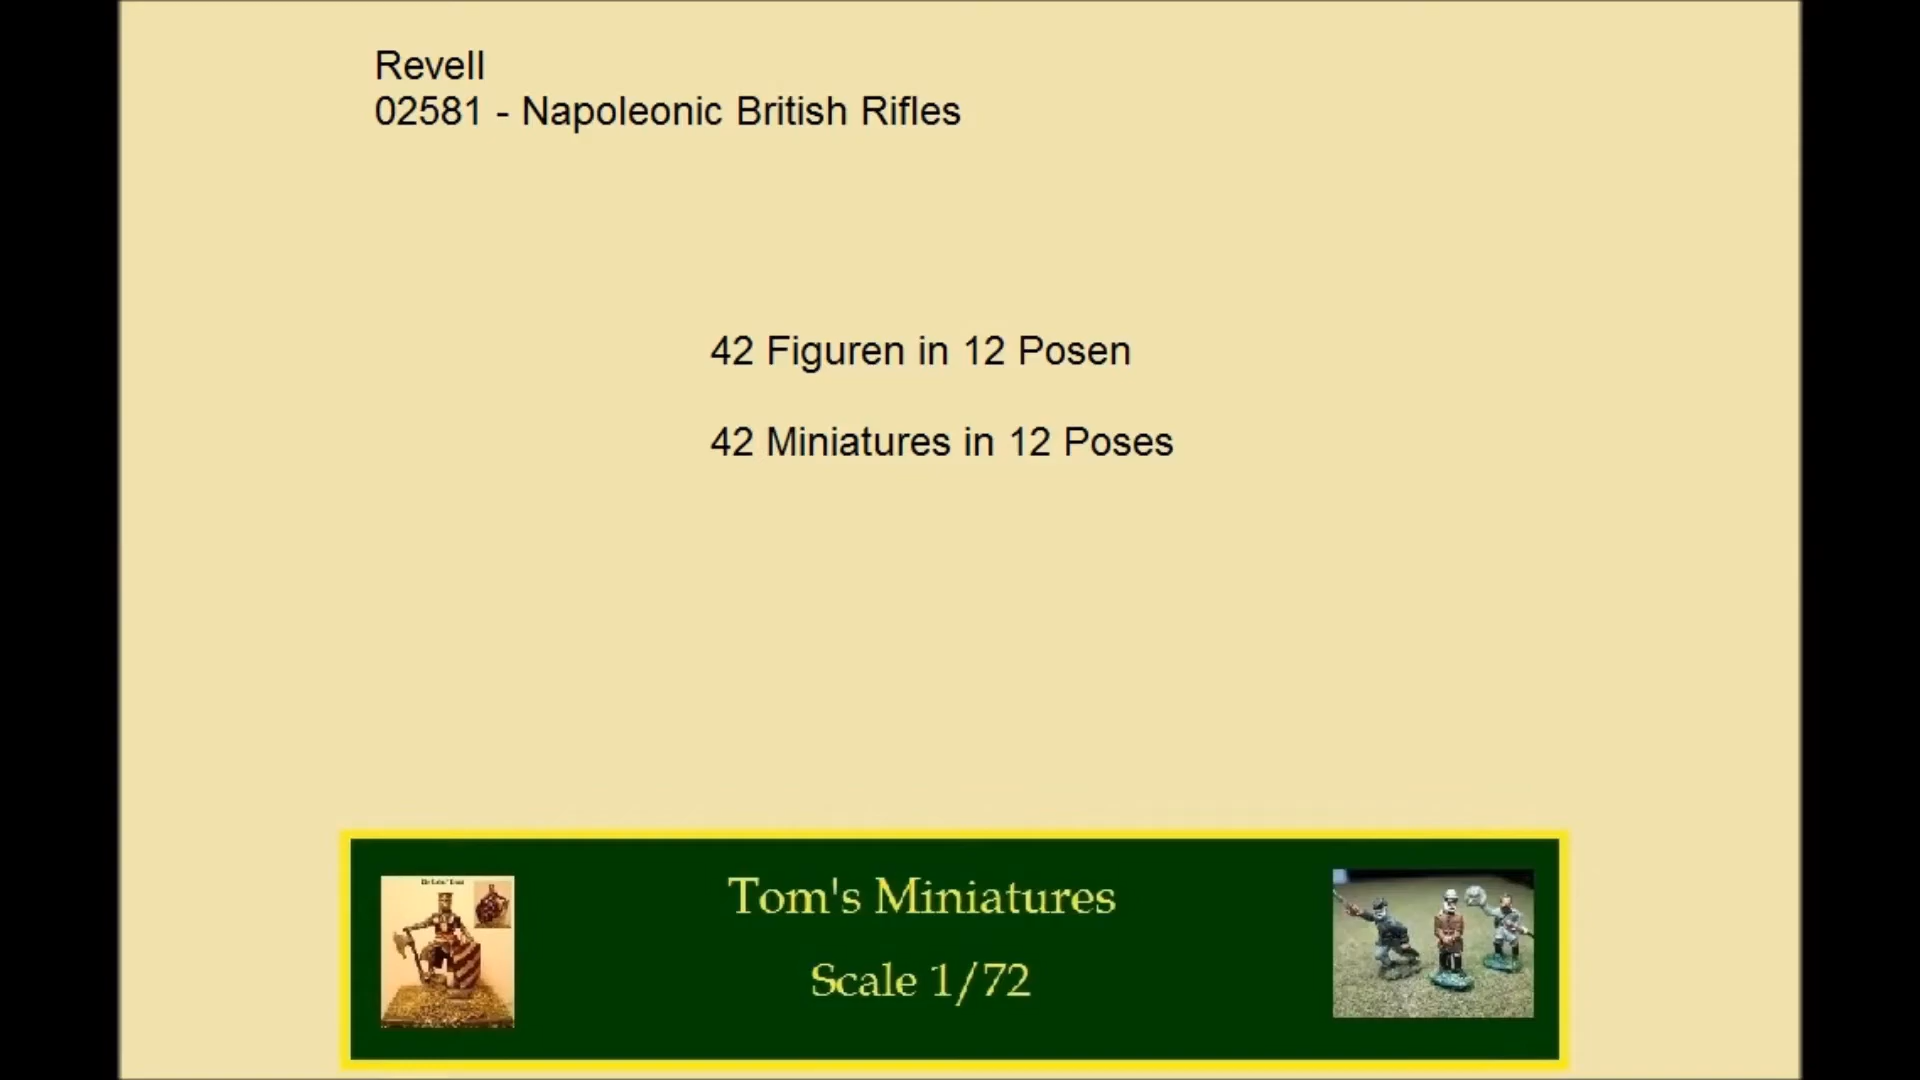 Revell
02581 - Napoleonic British Rifles
42 Figuren in 12 Posen
42 Miniatures in 12 Poses
Tom's Miniatures
Scale 1/72